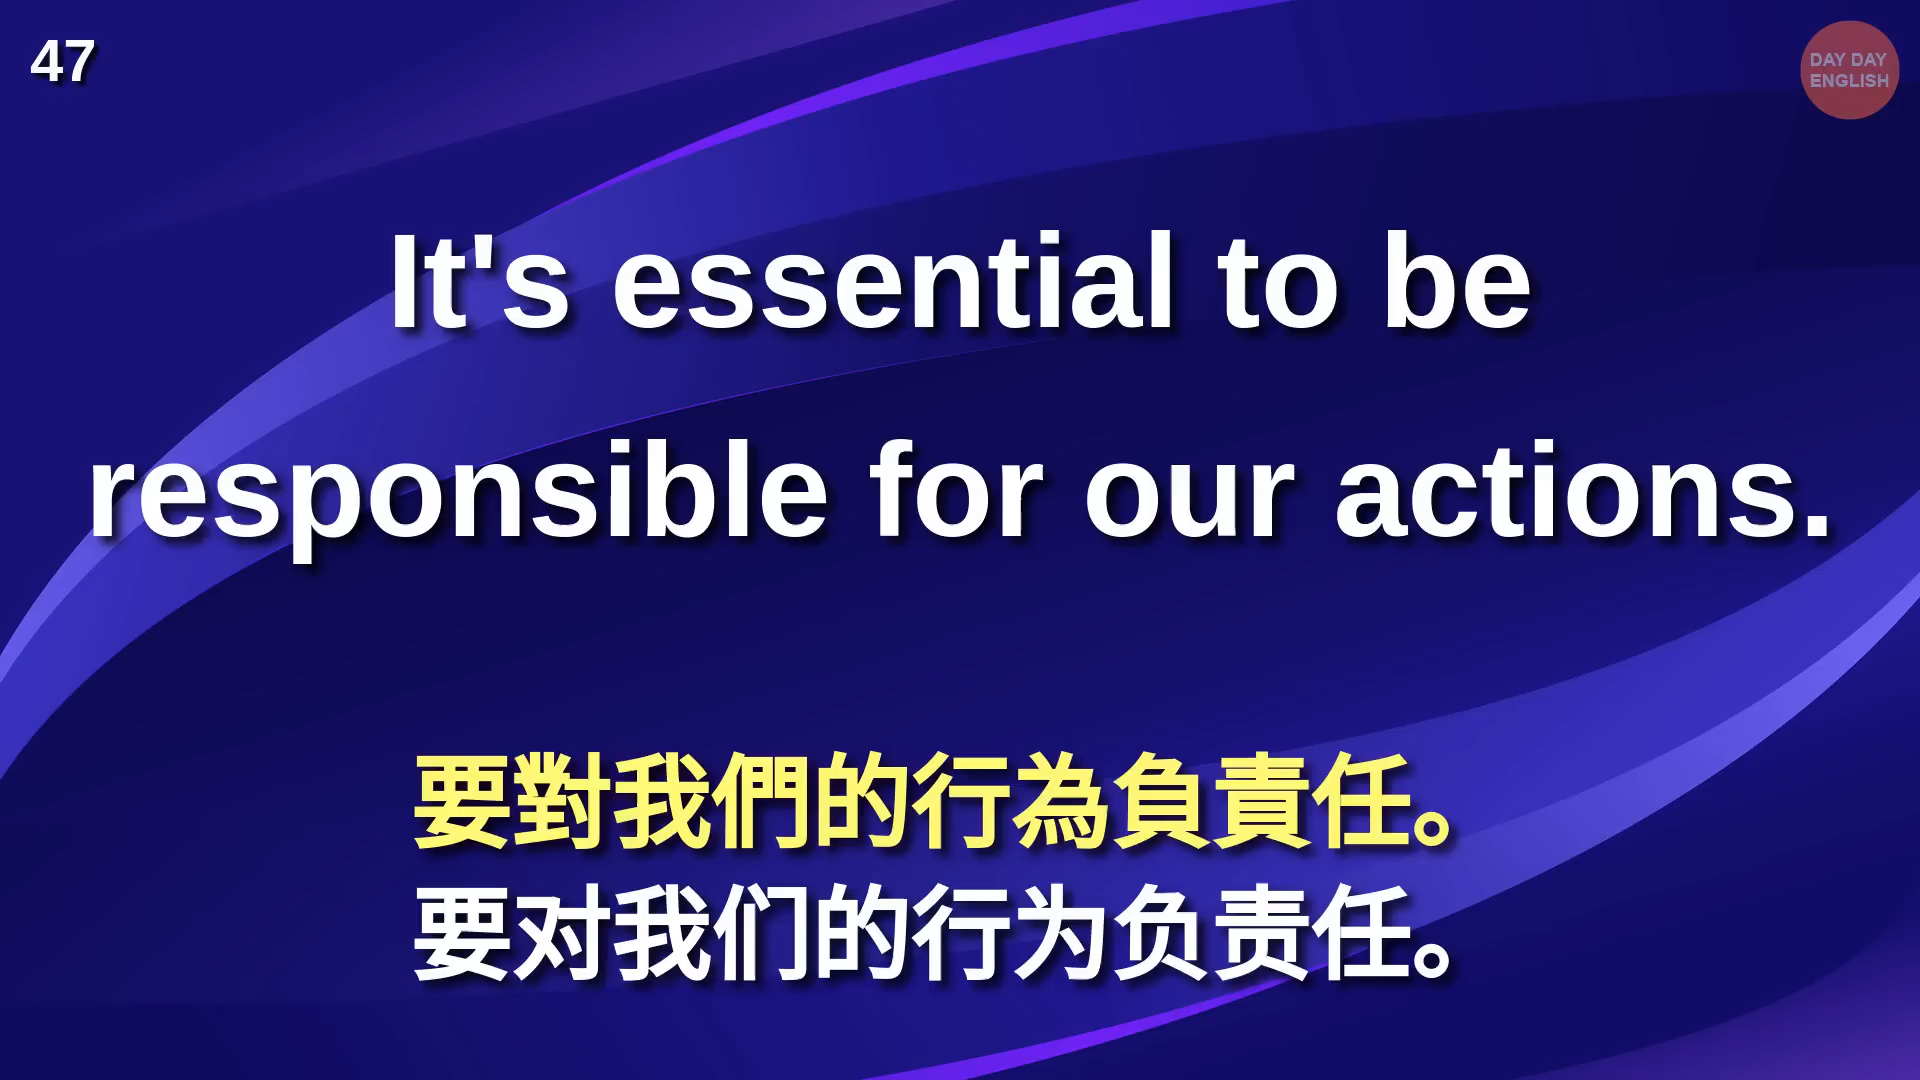 47
DAY DAY
ENGLISH
It's essential to be
responsible for our actions.
要對我們的行為負責任。
要对我们的行为负责任。